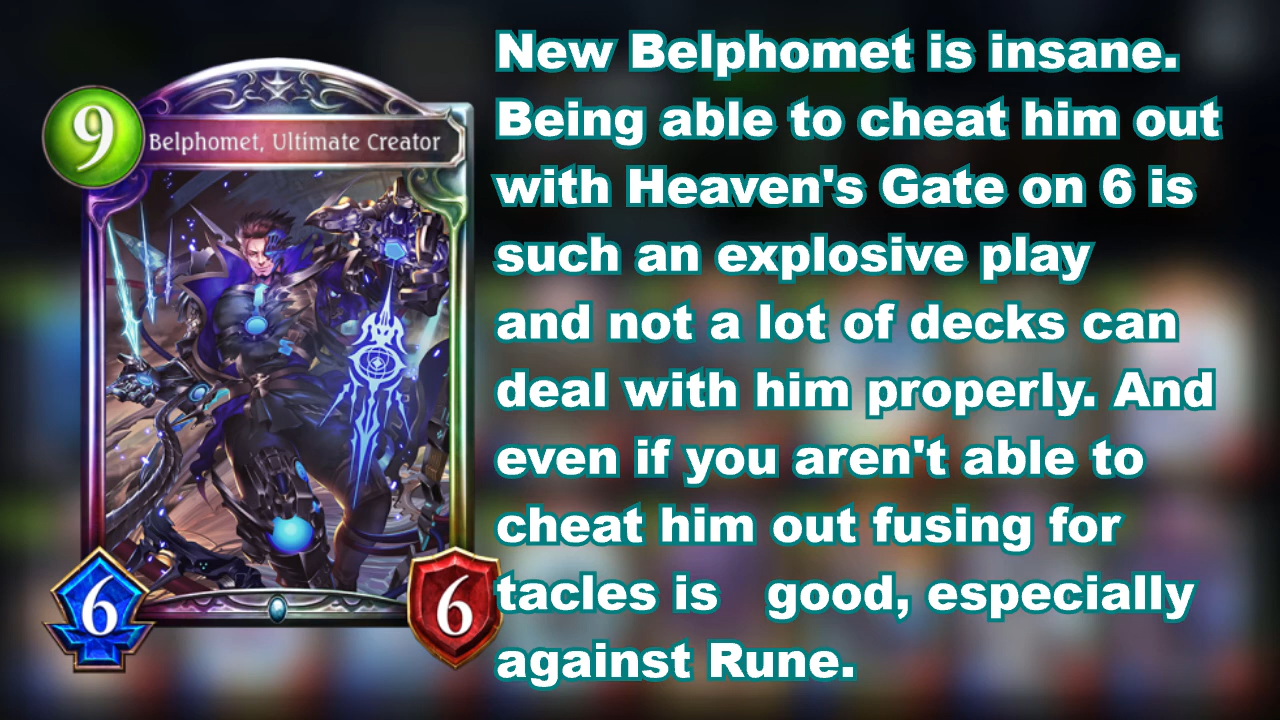 9
Belphomet, Ultimate Creator
6
6
New Belphomet is insane.
Being able to cheat him out
with Heaven's Gate on 6 is
such an explosive play
and not a lot of decks can
deal with him properly. And
even if you aren't able to
cheat him out fusing for
tacles is good, especially
against Rune.